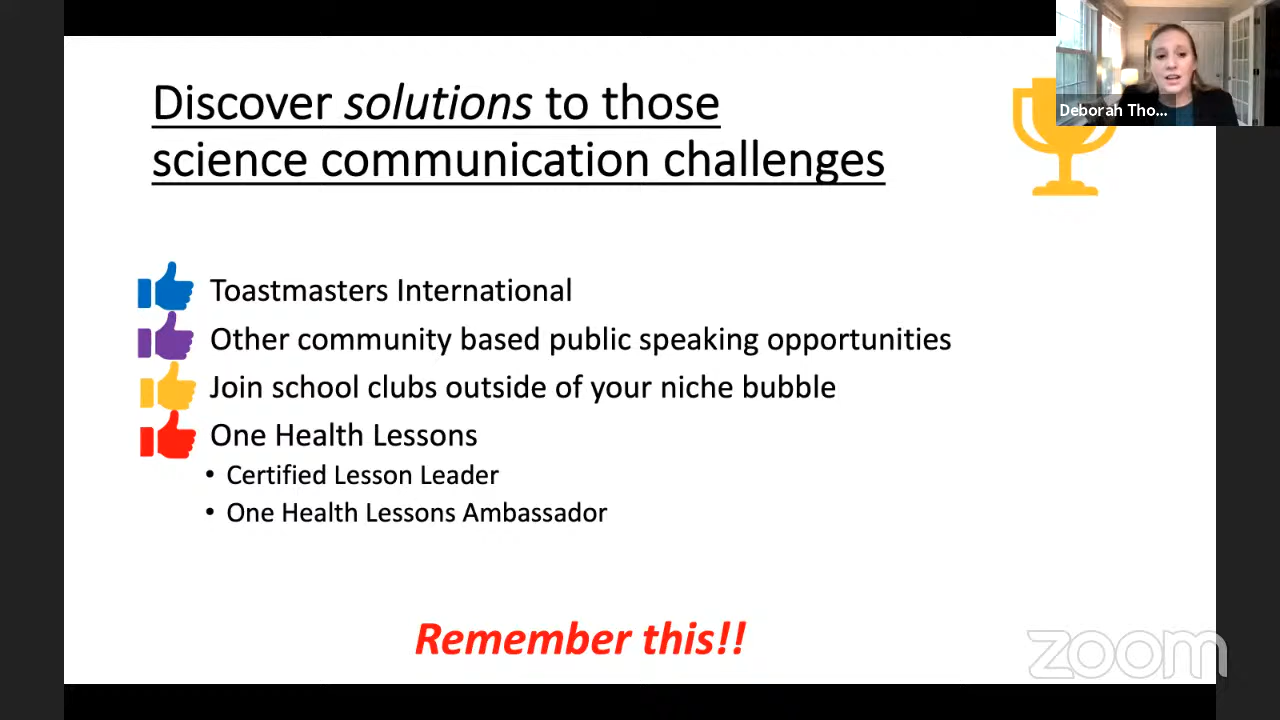 Discover solutions to those
science communication challenges
Deborah Tho...
Toastmasters International
Other community based public speaking opportunities
Join school clubs outside of your niche bubble
One Health Lessons
• Certified Lesson Leader
• One Health Lessons Ambassador
Remember this!!
zoom